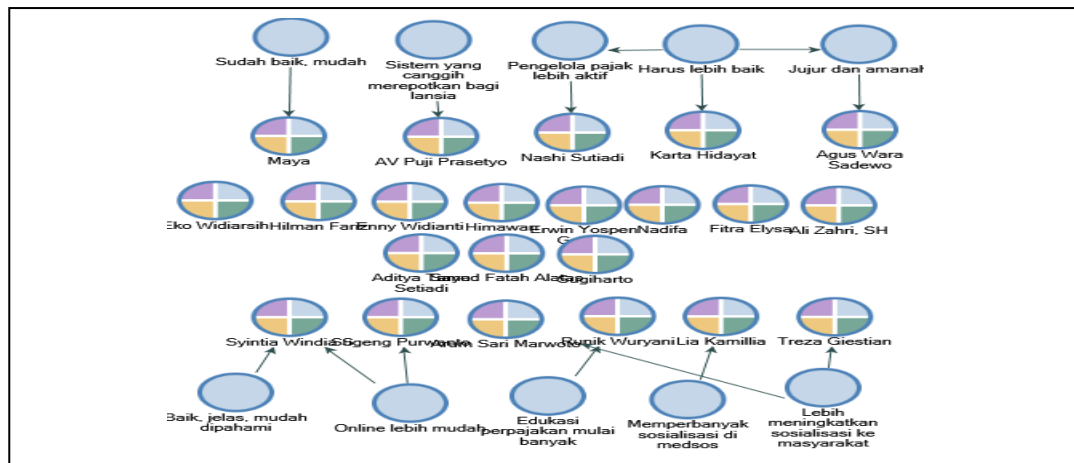 Sudah baik, mudah
Sistem yang
canggih
merepotkan bagi
lansia
Pengelola pajak
lebih aktif
Harus lebih baik
Jujur dan amanah
Maya
AV Puji Prasetyo
Nashi Sutiadi
Karta Hidayat
Agus Wara
Sadewo
Eko Widiarsih
Hilman
Enny Widianti
Himawan
Erwin Yospen
Nadifa
Fitra Elysa
Ali Zahri, SH
Aditya
Setiadi
Fatah Alatas
Sugiharto
Syintia Windia
Sugeng Purwanto
Arum Sari Marwoto
Runik Wuryani
Lia Kamillia
Treza Giestian
Baik, jelas, mudah
dipahami
Online lebih mudah
Edukasi
perpajakan mulai
banyak
Memperbanyak
sosialisasi di
medsos
Lebih
meningkatkan
sosialisasi ke
masyarakat